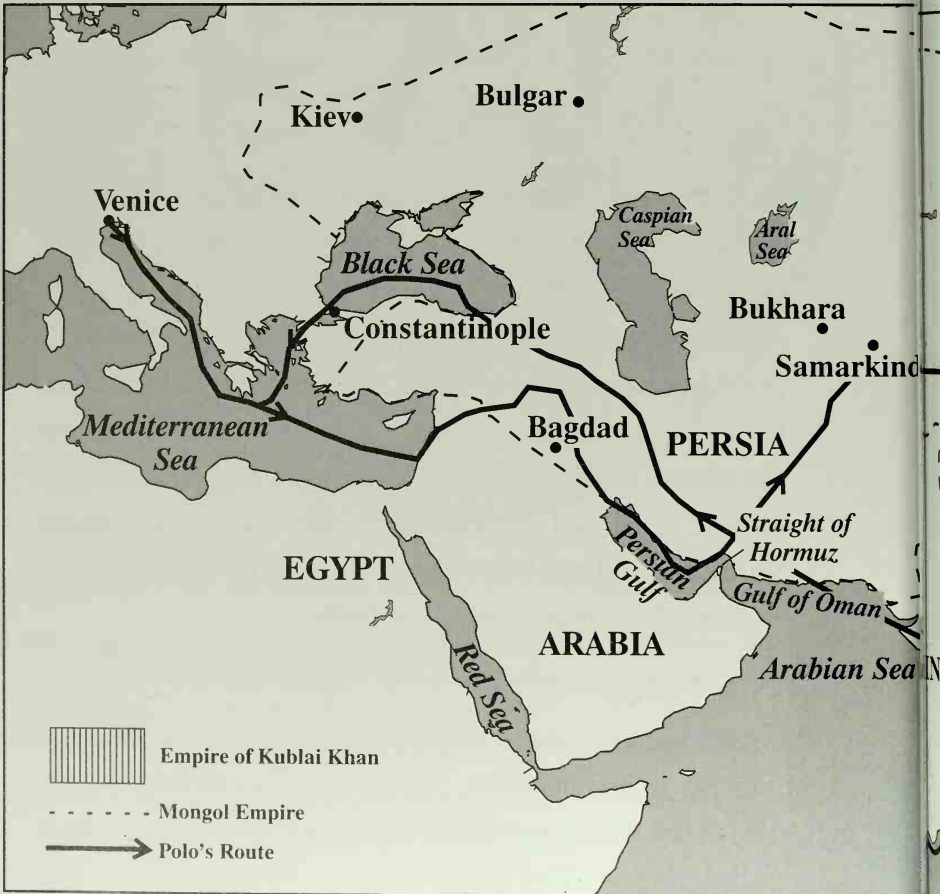 Bulgar
Kiev
Venice
Caspian
Sea
Aral
Sea
Black Sea
Bukhara
Constantinople
Samarkind
Mediterranean
Sea
Bagdad
PERSIA
Straight of
Hormuz
Persian
Gulf
EGYPT
Gulf of Oman
ARABIA
Red Sea
Arabian Sea
Empire of Kublai Khan
Mongol Empire
Polo's Route